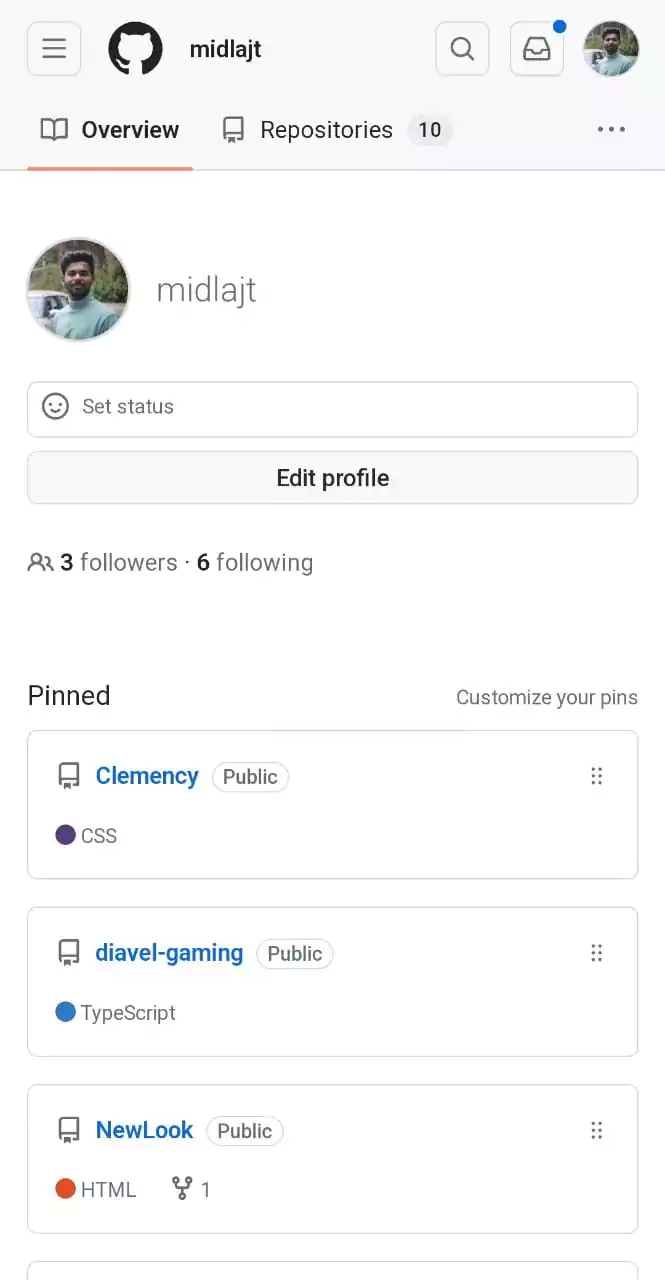 midlajt
Overview Repositories 10
midlajt
Set status
Edit profile
3 followers · 6 following
Pinned Customize your pins
Clemency Public
CSS
diavel-gaming Public
TypeScript
NewLook Public
HTML 1